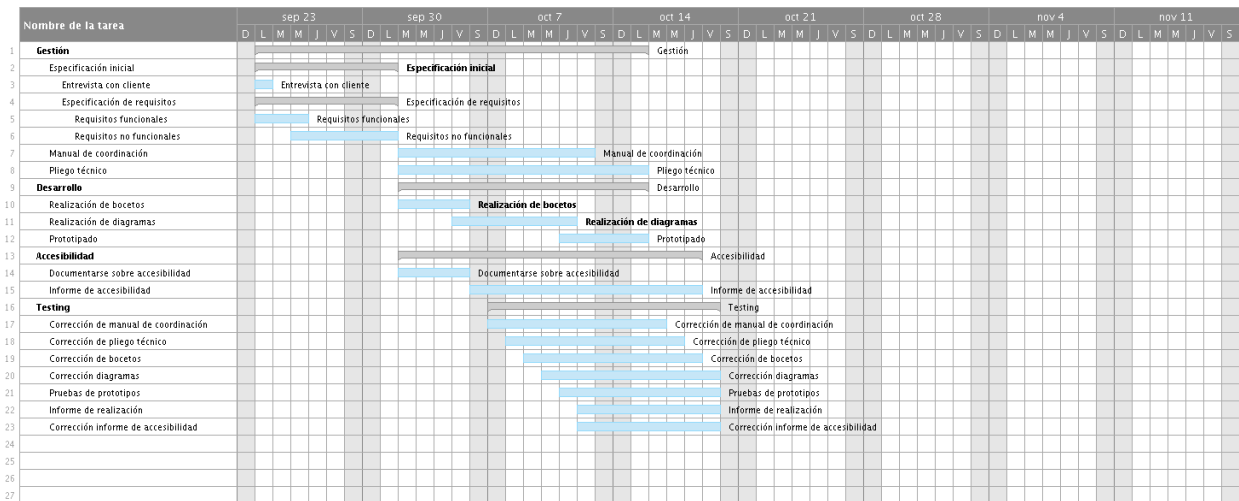 Nombre de la tarea sep 23 sep 30 oct 7 oct 14 oct 21 oct 28 nov 4 nov 11
D L M M J V S D L M M J V S D L M M J V S D L M M J V S D L M M J V S D L M M J V S D L M M J V S D L M M J V S
1 Gestión Gestión
2 Especificación inicial Especificación inicial
3 Entrevista con cliente Entrevista con cliente
4 Especificación de requisitos Especificación de requisitos
5 Requisitos funcionales Requisitos funcionales
6 Requisitos no funcionales Requisitos no funcionales
7 Manual de coordinación Manual de coordinación
8 Pliego técnico Pliego técnico
9 Desarrollo Desarrollo
10 Realización de bocetos Realización de bocetos
11 Realización de diagramas Realización de diagramas
12 Prototipado Prototipado
13 Accesibilidad Accesibilidad
14 Documentarse sobre accesibilidad Documentarse sobre accesibilidad
15 Informe de accesibilidad Informe de accesibilidad
16 Testing Testing
17 Corrección de manual de coordinación Corrección de manual de coordinación
18 Corrección de pliego técnico Corrección de pliego técnico
19 Corrección de bocetos Corrección de bocetos
20 Corrección diagramas Corrección diagramas
21 Pruebas de prototipos Pruebas de prototipos
22 Informe de realización Informe de realización
23 Corrección informe de accesibilidad Corrección informe de accesibilidad
24
25
26
27